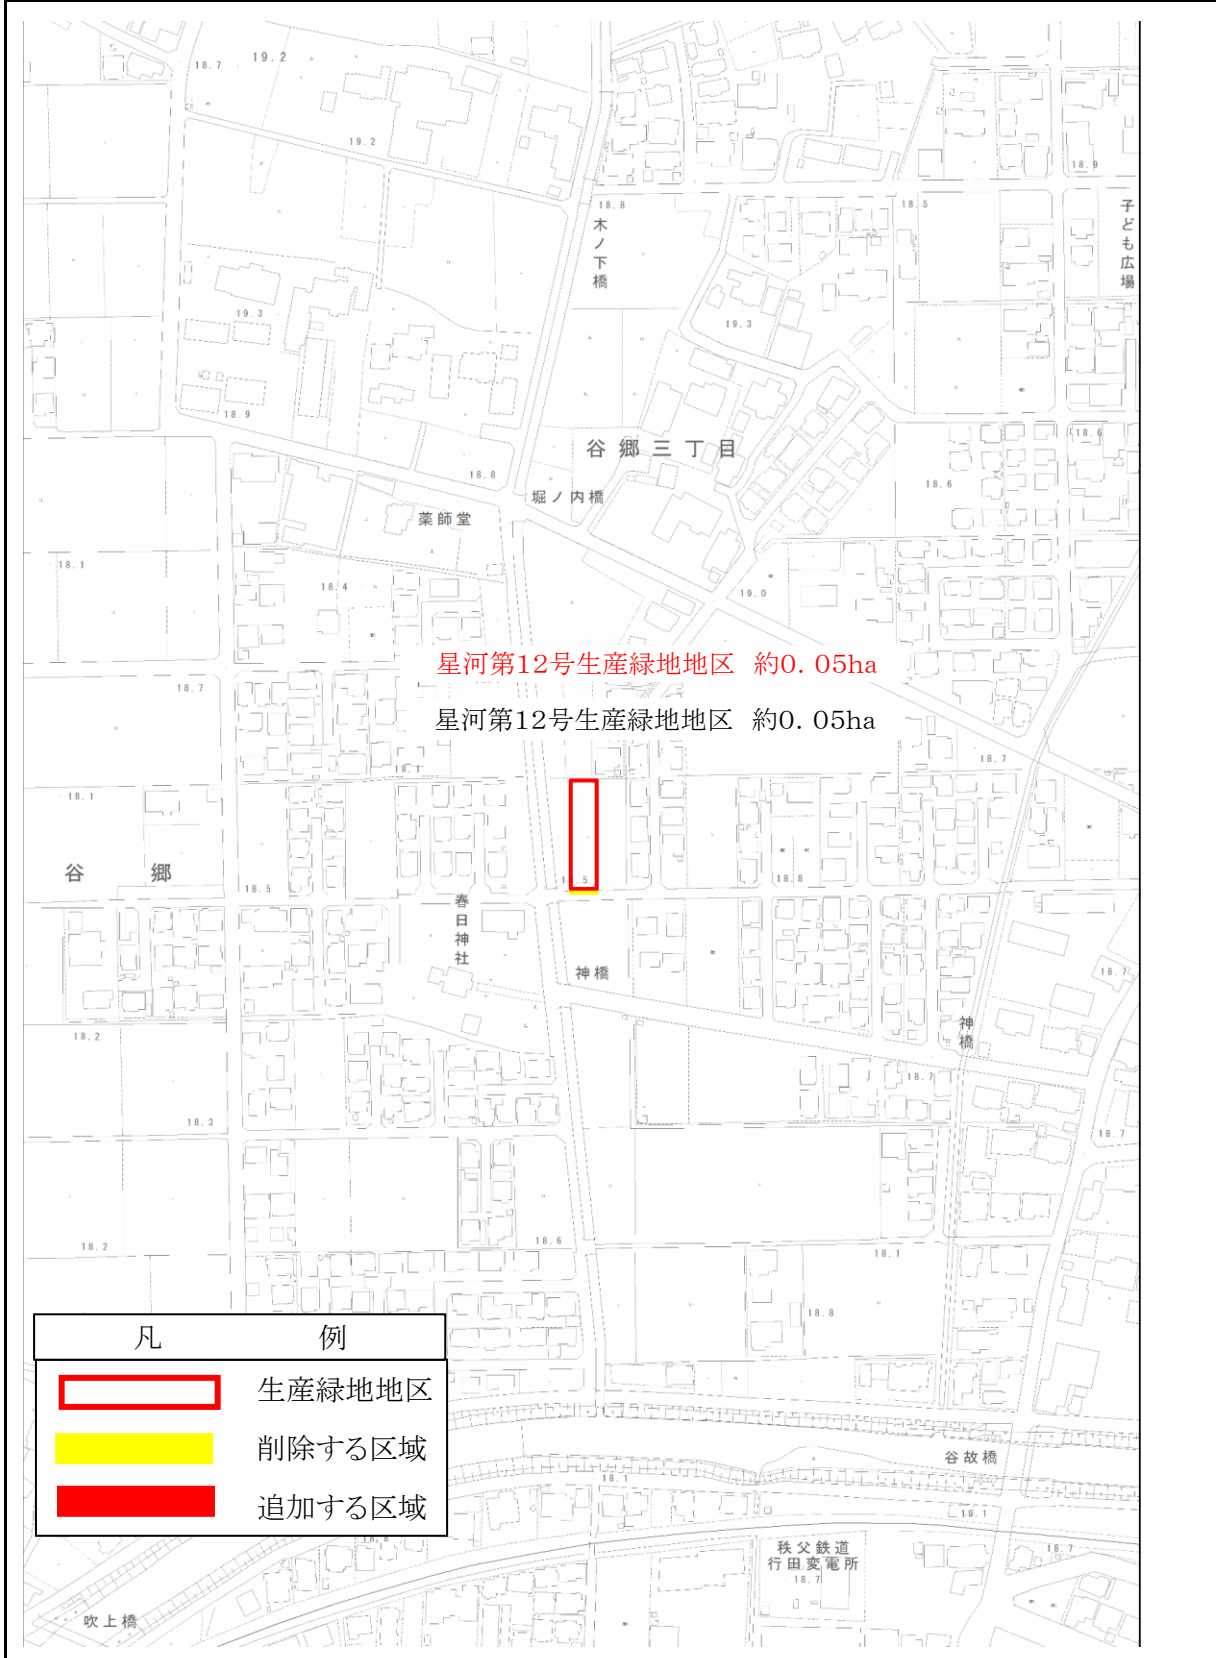 19.2
18.7
19.2
18.9
18.8
18.5
木ノ下橋
子ども広場
19.3
19.3
18.9
18.6
谷郷三丁目
18.8
18.6
堀ノ内橋
薬師堂
18.1
18.4
19.0
星河第12号生産緑地地区 約0.05ha
18.7
星河第12号生産緑地地区 約0.05ha
18.7
18.1
18.1
谷 郷
18.5
18.8
春日神社
神橋
18.7
神橋
18.2
18.7
18.3
18.7
18.6
18.2
18.1
18.8
凡 例
生産緑地地区
削除する区域
追加する区域
谷故橋
18.1
19.1
秩父鉄道
行田変電所
18.7
18.7
吹上橋